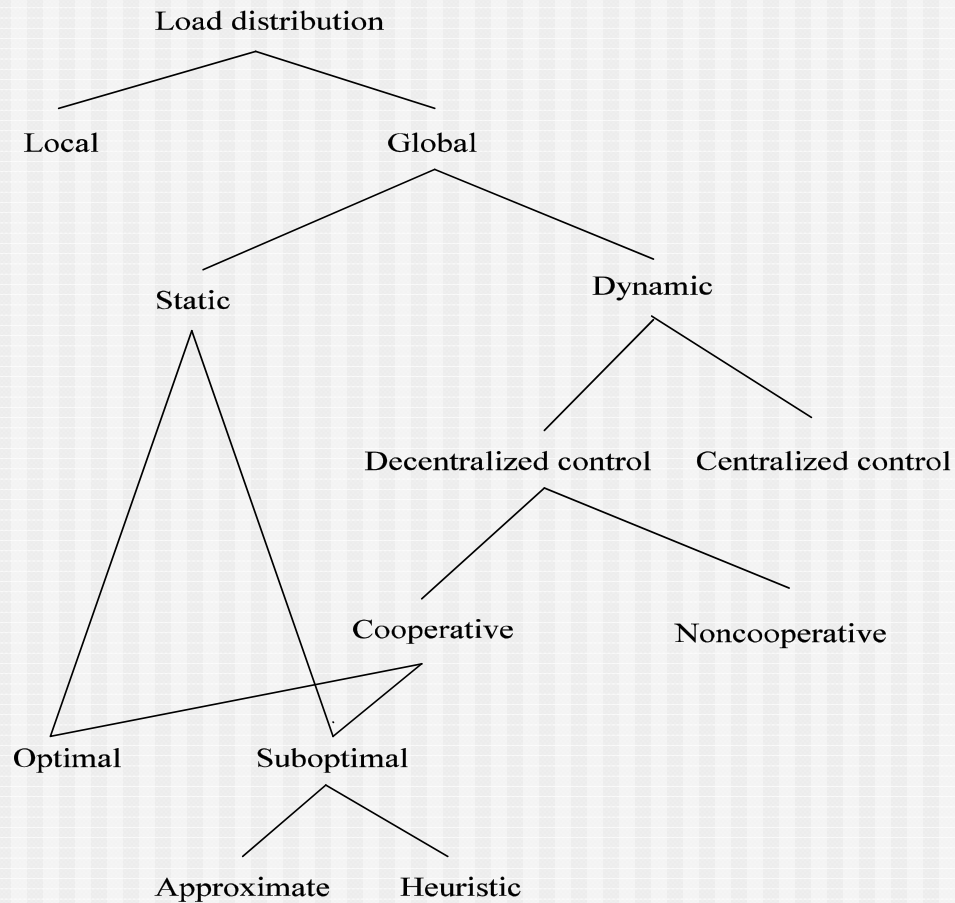 Load distribution
Local
Global
Static
Dynamic
Decentralized control
Centralized control
Cooperative
Noncooperative
Optimal
Suboptimal
Approximate
Heuristic